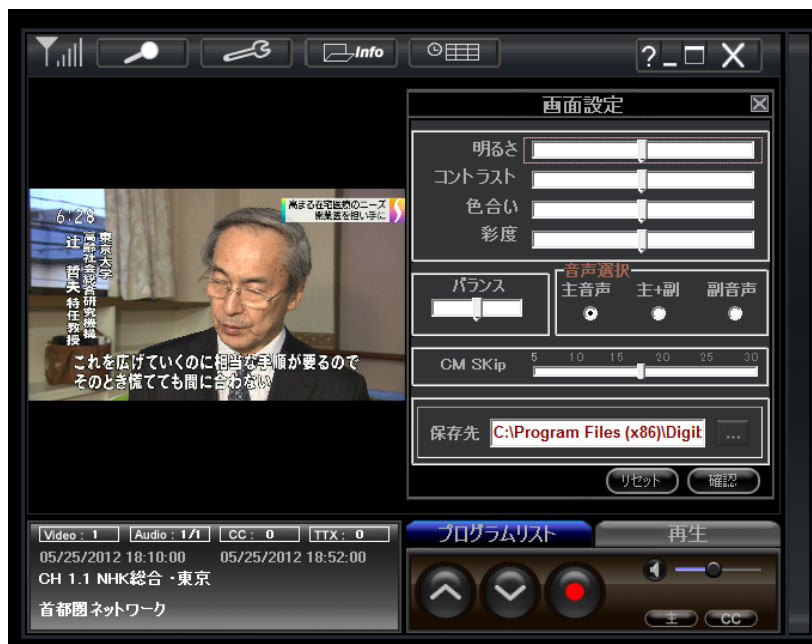 Info
?
画面設定
明るさ
コントラスト
色合い
彩度
バランス
音声選択
主音声 主+副 副音声
CM SKip
5 10 15 20 25 30
保存先 C:\Program Files (x86)\Digit
...
リセット 確認
6:28
高まる在宅医療のニーズ
開業医を担い手に
東京大学
高齢社会総合研究機構
辻 哲夫 特任教授
これを広げていくのに相当な手順が要るので
そのとき慌てても間に合わない
Video : 1 Audio : 1/1 CC : 0 TTX : 0
05/25/2012 18:10:00 05/25/2012 18:52:00
CH 1.1 NHK総合 ・東京
首都圏ネットワーク
プログラムリスト 再生
主 CC